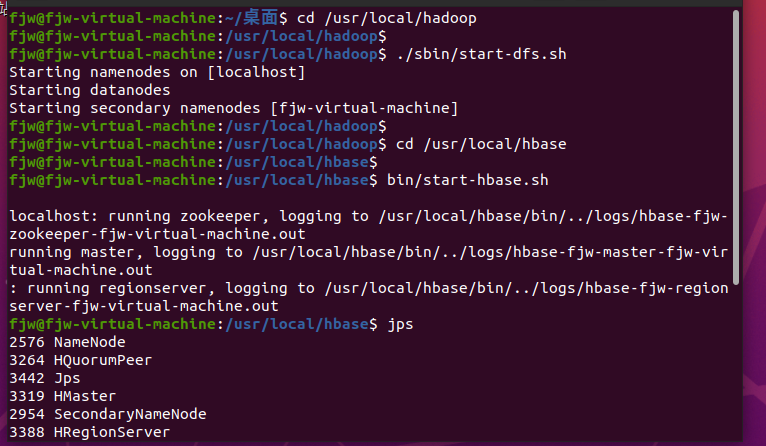 站
fjw@fjw-virtual-machine:~/桌面$ cd /usr/local/hadoop
fjw@fjw-virtual-machine:/usr/local/hadoop$
fjw@fjw-virtual-machine:/usr/local/hadoop$ ./sbin/start-dfs.sh
Starting namenodes on [localhost]
Starting datanodes
Starting secondary namenodes [fjw-virtual-machine]
fjw@fjw-virtual-machine:/usr/local/hadoop$
fjw@fjw-virtual-machine:/usr/local/hadoop$ cd /usr/local/hbase
fjw@fjw-virtual-machine:/usr/local/hbase$
fjw@fjw-virtual-machine:/usr/local/hbase$ bin/start-hbase.sh
localhost: running zookeeper, logging to /usr/local/hbase/bin/../logs/hbase-fjw-
zookeeper-fjw-virtual-machine.out
running master, logging to /usr/local/hbase/bin/../logs/hbase-fjw-master-fjw-vir
tual-machine.out
: running regionserver, logging to /usr/local/hbase/bin/../logs/hbase-fjw-region
server-fjw-virtual-machine.out
fjw@fjw-virtual-machine:/usr/local/hbase$ jps
2576 NameNode
3264 HQuorumPeer
3442 Jps
3319 HMaster
2954 SecondaryNameNode
3388 HRegionServer